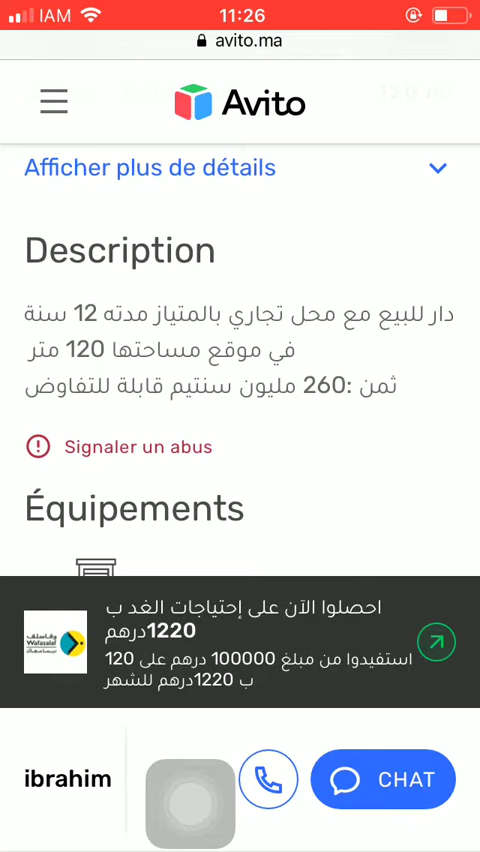 IAM 11:26
avito.ma
Avito
Afficher plus de détails
Description
دار للبيع مع محل تجاري بالمتياز مدته 12 سنة
في موقع مساحتها 120 متر
ثمن :260 مليون سنتيم قابلة للتفاوض
Signaler un abus
Équipements
احصلوا الآن على إحتياجات الغد ب
1220درهم
استفيدوا من مبلغ 100000 درهم على 120
ب 1220درهم للشهر
وفاسلف
Wafasalaf
ibrahim
CHAT